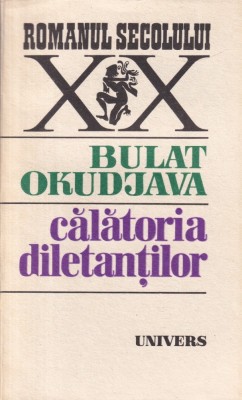 ROMANUL SECOLULUI
XX
BULAT
OKUDJAVA
călătoria
diletanților
UNIVERS